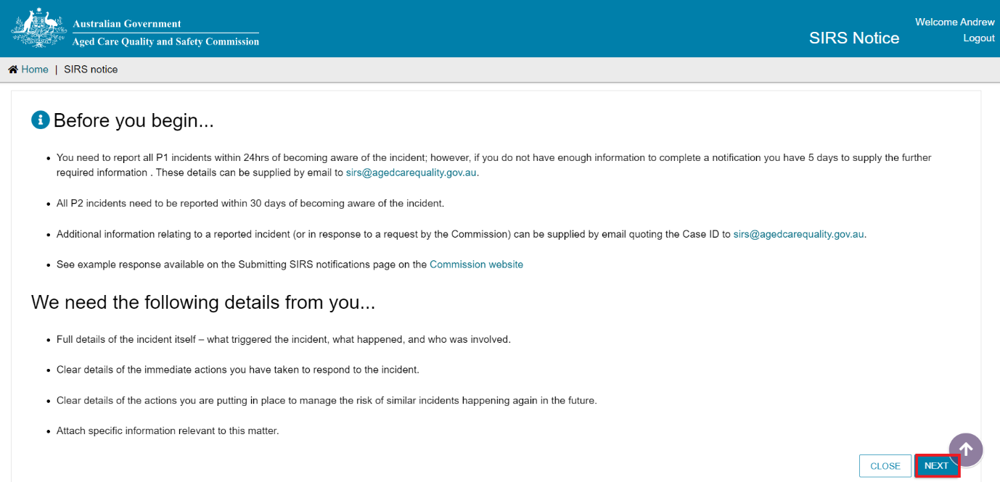 Australian Government
Aged Care Quality and Safety Commission
SIRS Notice
Welcome Andrew
Logout
Home | SIRS notice
Before you begin...
You need to report all P1 incidents within 24hrs of becoming aware of the incident; however, if you do not have enough information to complete a notification you have 5 days to supply the further
required information . These details can be supplied by email to sirs@agedcarequality.gov.au.
All P2 incidents need to be reported within 30 days of becoming aware of the incident.
Additional information relating to a reported incident (or in response to a request by the Commission) can be supplied by email quoting the Case ID to sirs@agedcarequality.gov.au.
See example response available on the Submitting SIRS notifications page on the Commission website
We need the following details from you...
Full details of the incident itself – what triggered the incident, what happened, and who was involved.
Clear details of the immediate actions you have taken to respond to the incident.
Clear details of the actions you are putting in place to manage the risk of similar incidents happening again in the future.
Attach specific information relevant to this matter.
CLOSE NEXT